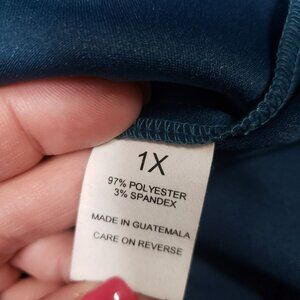 1X
97% POLYESTER
3% SPANDEX
MADE IN GUATEMALA
CARE ON REVERSE